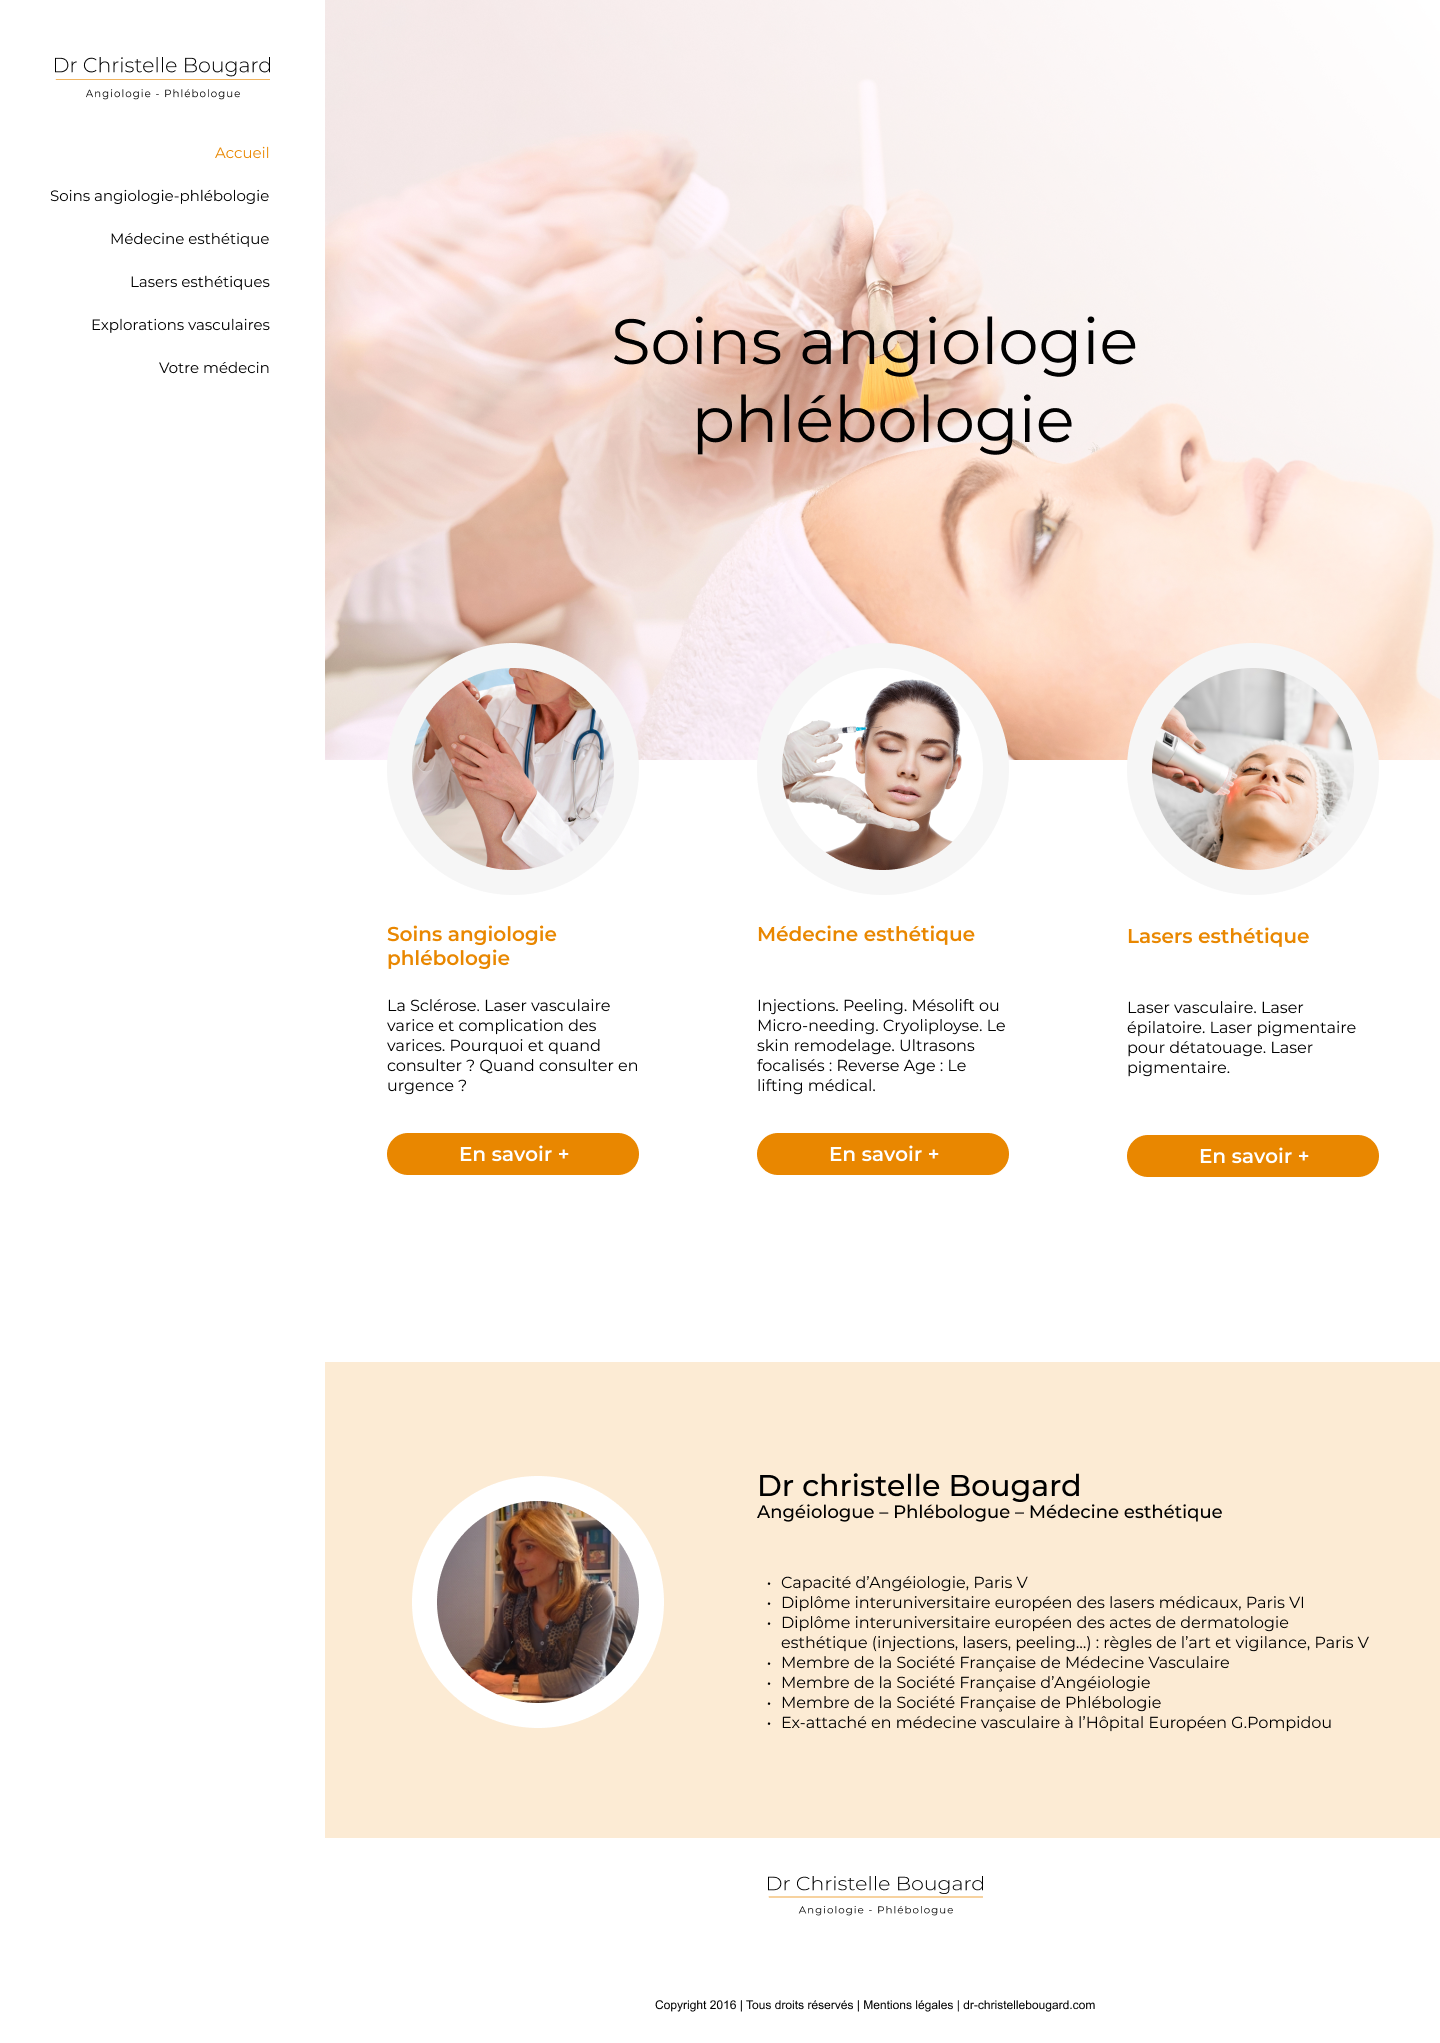 Dr Christelle Bougard
Angiologie - Phlébologue
Accueil
Soins angiologie-phlébologie
Médecine esthétique
Lasers esthétiques
Explorations vasculaires
Votre médecin
Soins angiologie
phlébologie
Soins angiologie
phlébologie
La Sclérose. Laser vasculaire
varice et complication des
varices. Pourquoi et quand
consulter ? Quand consulter en
urgence ?
En savoir +
Médecine esthétique
Injections. Peeling. Mésolift ou
Micro-needing. Cryoliployse. Le
skin remodelage. Ultrasons
focalisés : Reverse Age : Le
lifting médical.
En savoir +
Lasers esthétique
Laser vasculaire. Laser
épilatoire. Laser pigmentaire
pour détatouage. Laser
pigmentaire.
En savoir +
Dr christelle Bougard
Angéiologue – Phlébologue – Médecine esthétique
• Capacité d’Angéiologie, Paris V
• Diplôme interuniversitaire européen des lasers médicaux, Paris VI
• Diplôme interuniversitaire européen des actes de dermatologie
esthétique (injections, lasers, peeling…) : règles de l’art et vigilance, Paris V
• Membre de la Société Française de Médecine Vasculaire
• Membre de la Société Française d’Angéiologie
• Membre de la Société Française de Phlébologie
• Ex-attaché en médecine vasculaire à l’Hôpital Européen G.Pompidou
Dr Christelle Bougard
Angiologie - Phlébologue
Copyright 2016 | Tous droits réservés | Mentions légales | dr-christellebougard.com